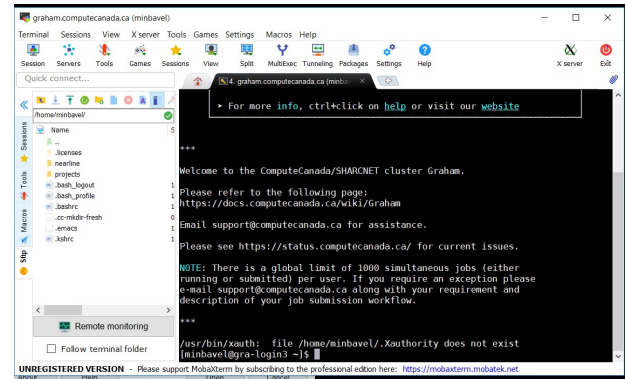 graham.computecanada.ca (minbavel)
Terminal Sessions View X server Tools Games Settings Macros Help
Session Servers Tools Games Sessions View Split MultiExec Tunneling Packages Settings Help X server Exit
Quick connect...
4. graham.computecanada.ca (minba
➤ For more info, ctrl+click on help or visit our website
/home/minbavel/
Name S
..
.licenses
nearline
projects
.bash_logout 1
.bash_profile 1
.bashrc 1
.cc-mkdir-fresh 0
.emacs 1
.kshrc 1
Sessions
Tools
Macros
Sftp
***
Welcome to the ComputeCanada/SHARCNET cluster Graham.
Please refer to the following page:
https://docs.computecanada.ca/wiki/Graham
Email support@computecanada.ca for assistance.
Please see https://status.computecanada.ca/ for current issues.
NOTE: There is a global limit of 1000 simultaneous jobs (either
running or submitted) per user. If you require an exception please
e-mail support@computecanada.ca along with your requirement and
description of your job submission workflow.
***
/usr/bin/xauth: file /home/minbavel/.Xauthority does not exist
[minbavel@gra-login3 ~]$
Remote monitoring
Follow terminal folder
UNREGISTERED VERSION - Please support MobaXterm by subscribing to the professional edition here: https://mobaxterm.mobatek.net